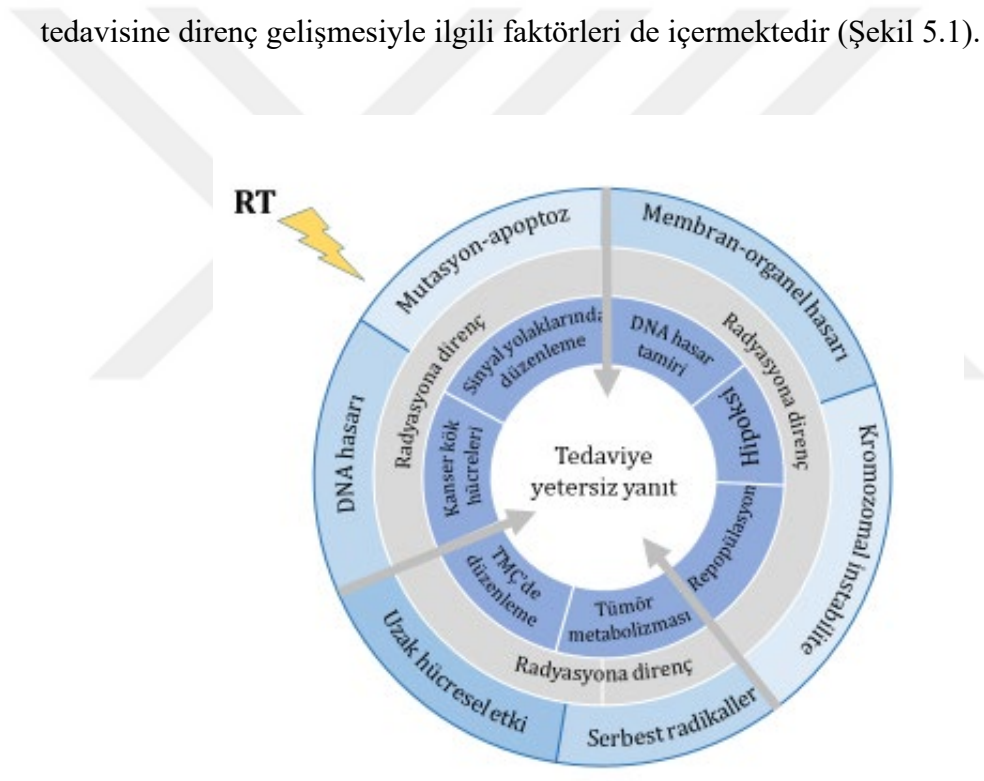 tedavisine direnç gelişmesiyle ilgili faktörleri de içermektedir (Şekil 5.1).
RT
Mutasyon-apoptoz
Membran-organel hasarı
Kromozomal instabilite
Serbest radikaller
Uzak hücresel etki
DNA hasarı
Radyasyona direnç
Radyasyona direnç
Radyasyona direnç
Sinyal yolaklarında
düzenleme
DNA hasar
tamiri
Hipoksi
Repopülasyon
Tümör
metabolizması
TMÇ'de
düzenleme
Kanser kök
hücreleri
Tedaviye
yetersiz yanıt